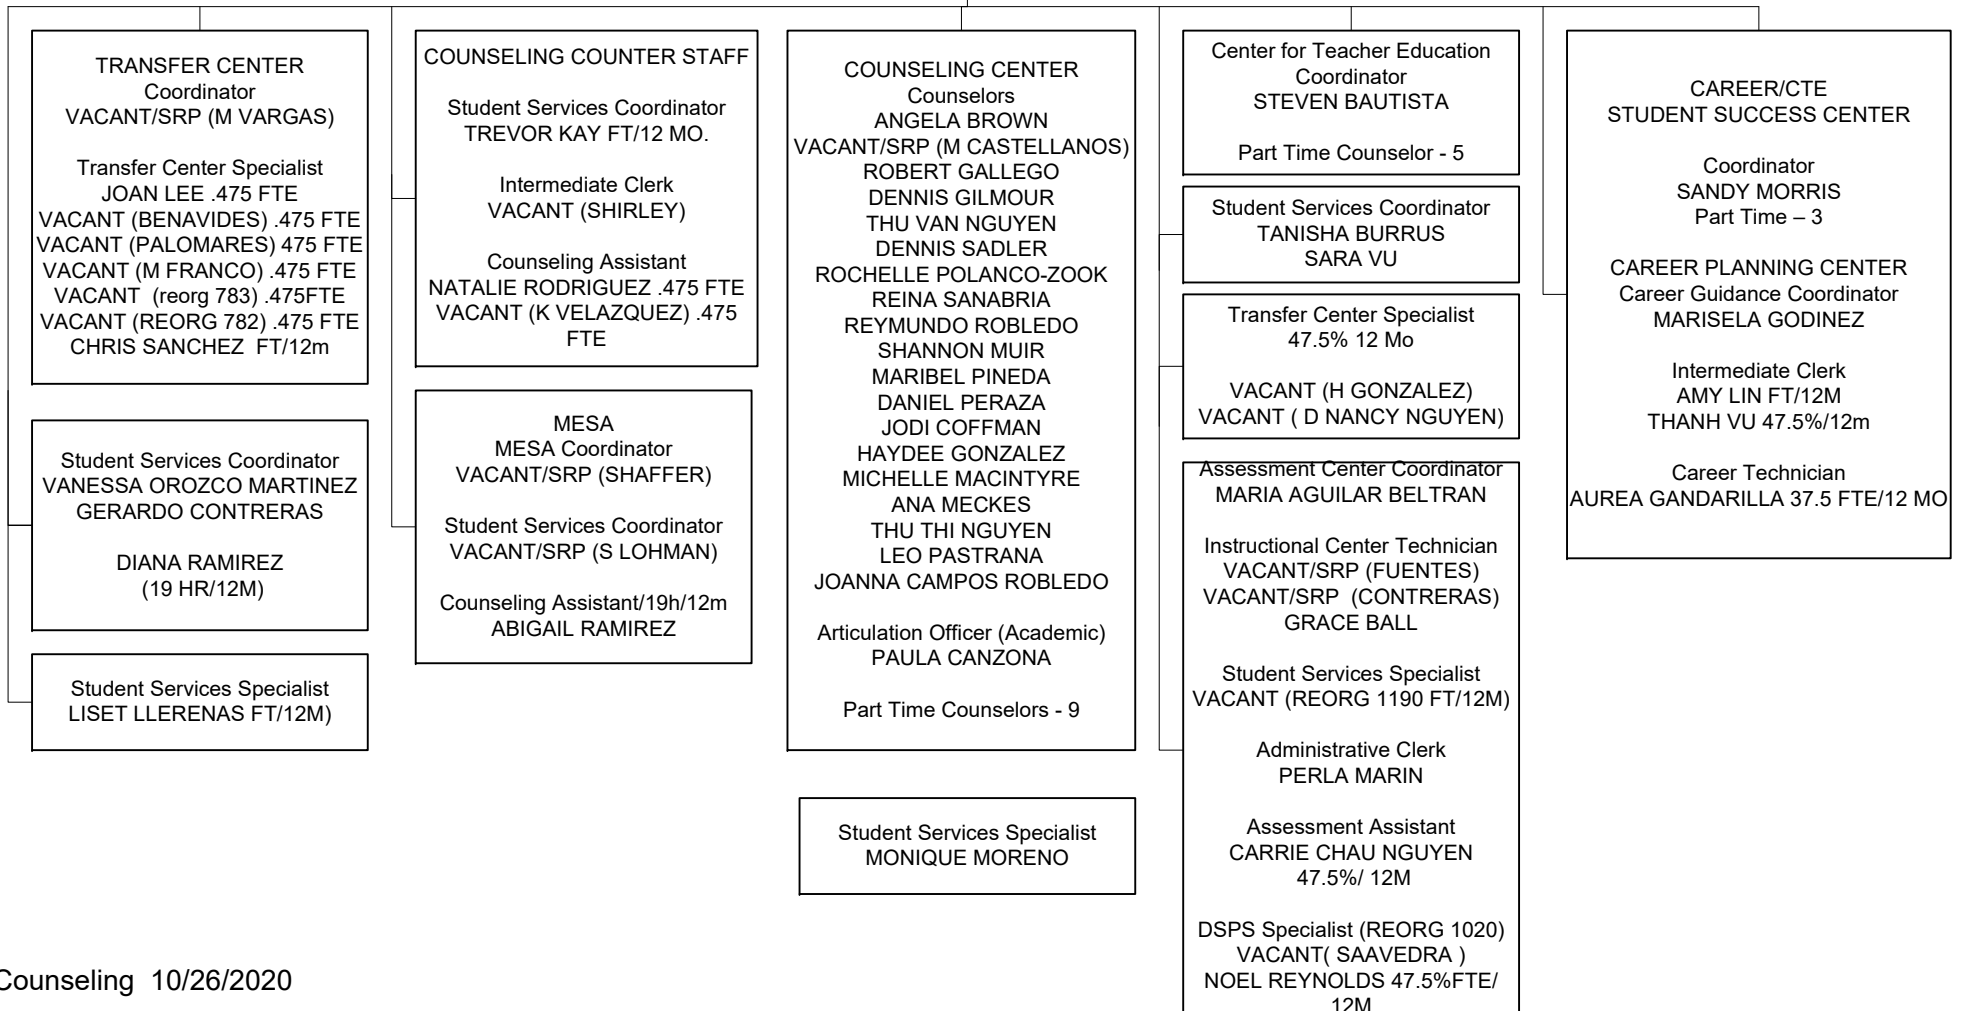 TRANSFER CENTER
Coordinator
VACANT/SRP (M VARGAS)
Transfer Center Specialist
JOAN LEE .475 FTE
VACANT (BENAVIDES) .475 FTE
VACANT (PALOMARES) 475 FTE
VACANT (M FRANCO) .475 FTE
VACANT (reorg 783) .475FTE
VACANT (REORG 782) .475 FTE
CHRIS SANCHEZ FT/12m
Student Services Coordinator
VANESSA OROZCO MARTINEZ
GERARDO CONTRERAS
DIANA RAMIREZ
(19 HR/12M)
Student Services Specialist
LISET LLERENAS FT/12M)
COUNSELING COUNTER STAFF
Student Services Coordinator
TREVOR KAY FT/12 MO.
Intermediate Clerk
VACANT (SHIRLEY)
Counseling Assistant
NATALIE RODRIGUEZ .475 FTE
VACANT (K VELAZQUEZ) .475
FTE
MESA
MESA Coordinator
VACANT/SRP (SHAFFER)
Student Services Coordinator
VACANT/SRP (S LOHMAN)
Counseling Assistant/19h/12m
ABIGAIL RAMIREZ
COUNSELING CENTER
Counselors
ANGELA BROWN
VACANT/SRP (M CASTELLANOS)
ROBERT GALLEGO
DENNIS GILMOUR
THU VAN NGUYEN
DENNIS SADLER
ROCHELLE POLANCO-ZOOK
REINA SANABRIA
REYMUNDO ROBLEDO
SHANNON MUIR
MARIBEL PINEDA
DANIEL PERAZA
JODI COFFMAN
HAYDEE GONZALEZ
MICHELLE MACINTYRE
ANA MECKES
THU THI NGUYEN
LEO PASTRANA
JOANNA CAMPOS ROBLEDO
Articulation Officer (Academic)
PAULA CANZONA
Part Time Counselors - 9
Student Services Specialist
MONIQUE MORENO
Center for Teacher Education
Coordinator
STEVEN BAUTISTA
Part Time Counselor - 5
Student Services Coordinator
TANISHA BURRUS
SARA VU
Transfer Center Specialist
47.5% 12 Mo
VACANT (H GONZALEZ)
VACANT ( D NANCY NGUYEN)
Assessment Center Coordinator
MARIA AGUILAR BELTRAN
Instructional Center Technician
VACANT/SRP (FUENTES)
VACANT/SRP (CONTRERAS)
GRACE BALL
Student Services Specialist
VACANT (REORG 1190 FT/12M)
Administrative Clerk
PERLA MARIN
Assessment Assistant
CARRIE CHAU NGUYEN
47.5%/ 12M
DSPS Specialist (REORG 1020)
VACANT( SAAVEDRA )
NOEL REYNOLDS 47.5%FTE/
12M
CAREER/CTE
STUDENT SUCCESS CENTER
Coordinator
SANDY MORRIS
Part Time – 3
CAREER PLANNING CENTER
Career Guidance Coordinator
MARISELA GODINEZ
Intermediate Clerk
AMY LIN FT/12M
THANH VU 47.5%/12m
Career Technician
AUREA GANDARILLA 37.5 FTE/12 MO
Counseling 10/26/2020